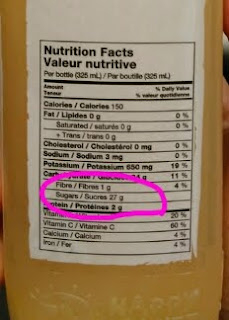 Nutrition Facts
Valeur nutritive
Per bottle (325 mL) / Par bouteille (325 mL)
Amount % Daily Value
Teneur % valeur quotidienne
Calories / Calories 150
Fat / Lipides 0 g 0 %
Saturated / saturés 0 g 0 %
+ Trans / trans 0 g
Cholesterol / Cholestérol 0 mg
Sodium / Sodium 3 mg 0 %
Potassium / Potassium 650 mg 19 %
Carbohydrate / Glucides g 11 %
Fibre / Fibres 1 g 4 %
Sugars / Sucres 27 g
Protein / Protéines 2 g
20 %
Vitamin C / Vitamine C 60 %
Calcium / Calcium 4 %
Iron / Fer 4 %